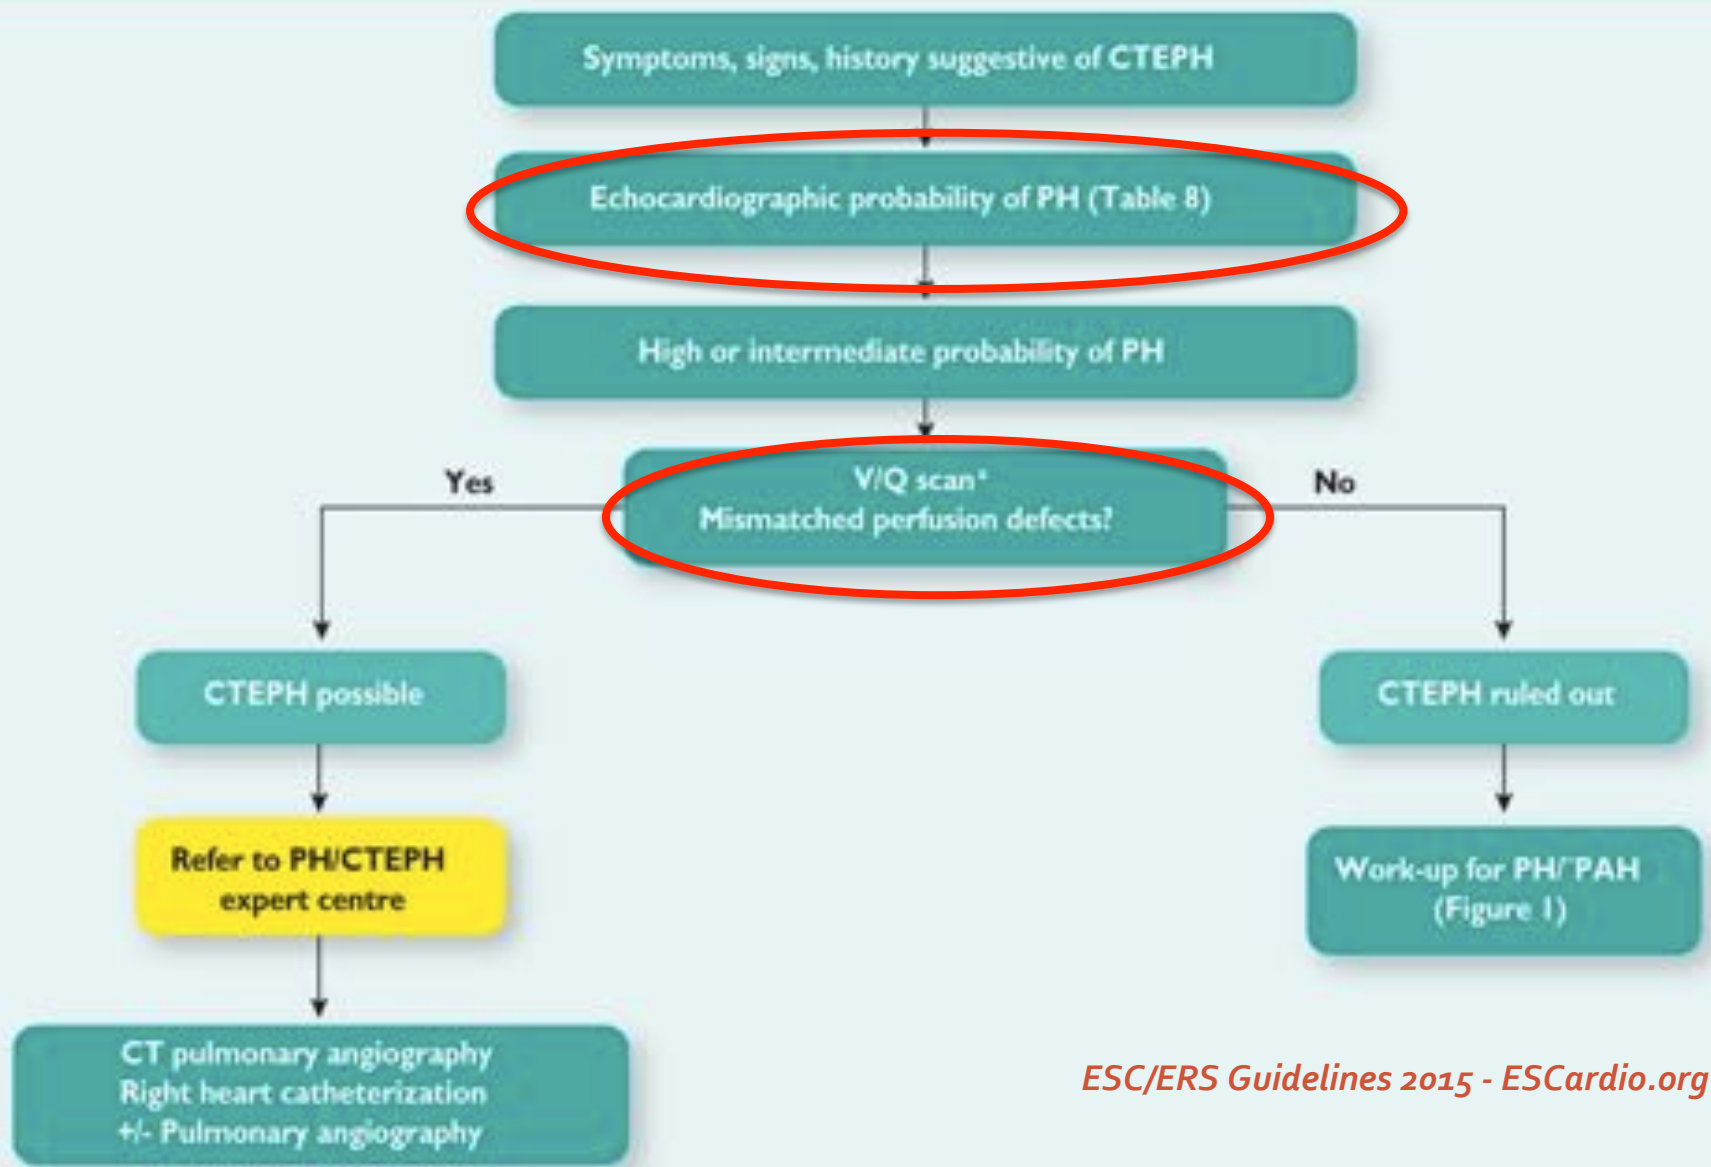 Symptoms, signs, history suggestive of CTEPH
Echocardiographic probability of PH (Table 8)
High or intermediate probability of PH
Yes
V/Q scan*
Mismatched perfusion defects?
No
CTEPH possible
CTEPH ruled out
Refer to PH/CTEPH
expert centre
Work-up for PH/ PAH
(Figure 1)
CT pulmonary angiography
Right heart catheterization
+/- Pulmonary angiography
ESC/ERS Guidelines 2015 - ESCardio.org